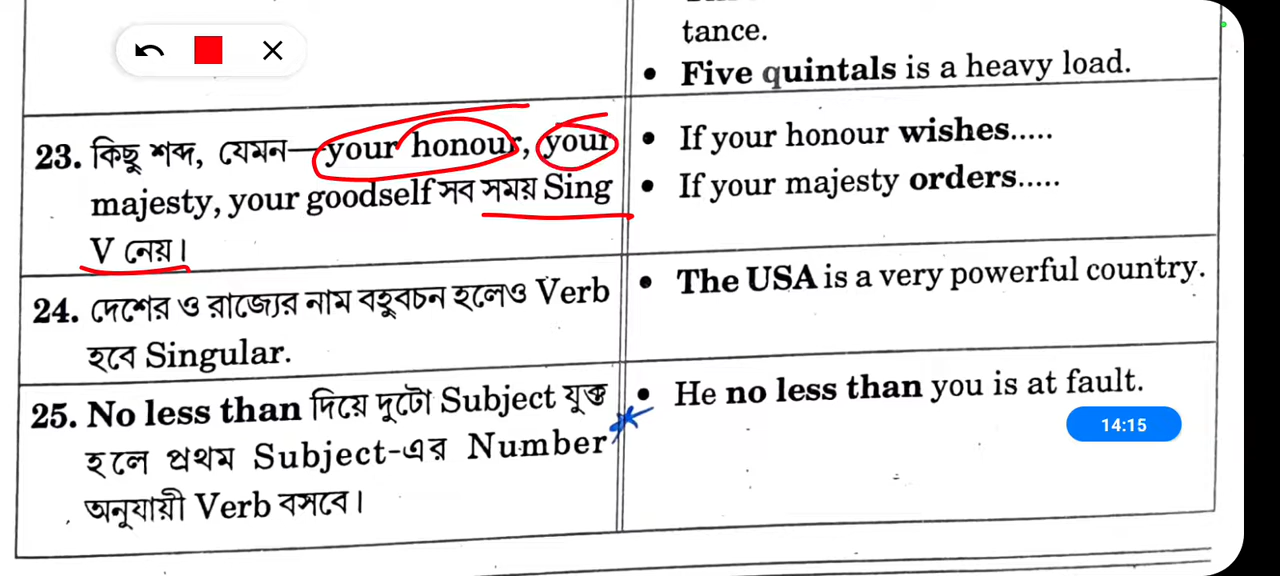 tance.
• Five quintals is a heavy load.
23. কিছু শব্দ, যেমন—your honour, your
majesty, your goodself সব সময় Sing
V নেয়।
• If your honour wishes.....
• If your majesty orders.....
24. দেশের ও রাজ্যের নাম বহুবচন হলেও Verb
হবে Singular.
• The USA is a very powerful country.
25. No less than দিয়ে দুটো Subject যুক্ত
হলে প্রথম Subject-এর Number
অনুযায়ী Verb বসবে।
• He no less than you is at fault.
14:15